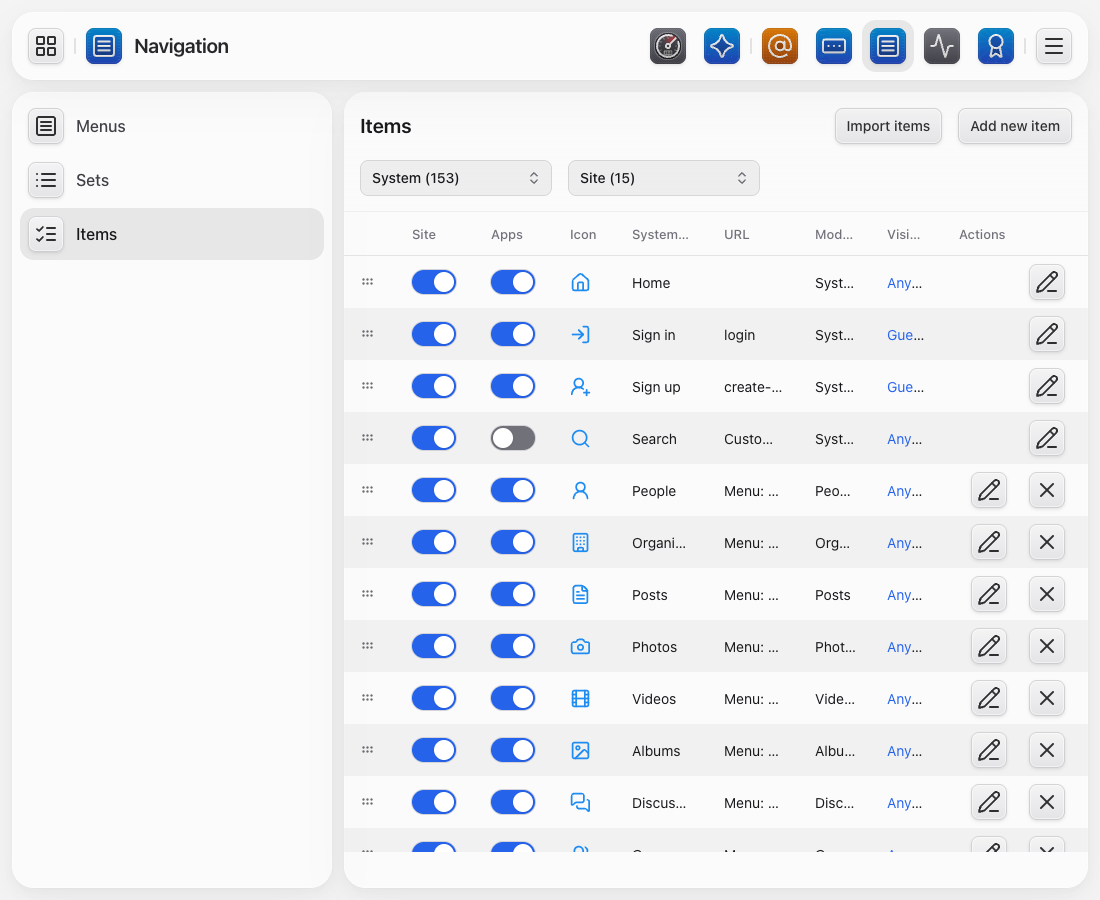 Navigation
Menus
Sets
Items
Items
Import items
Add new item
System (153)
Site (15)
Site Apps Icon System... URL Mod... Visi... Actions
Home Syst... Any...
Sign in login Syst... Gue...
Sign up create-... Syst... Gue...
Search Custo... Syst... Any...
People Menu: ... Peo... Any...
Organi... Menu: ... Org... Any...
Posts Menu: ... Posts Any...
Photos Menu: ... Phot... Any...
Videos Menu: ... Vide... Any...
Albums Menu: ... Albu... Any...
Discus... Menu: ... Disc... Any...